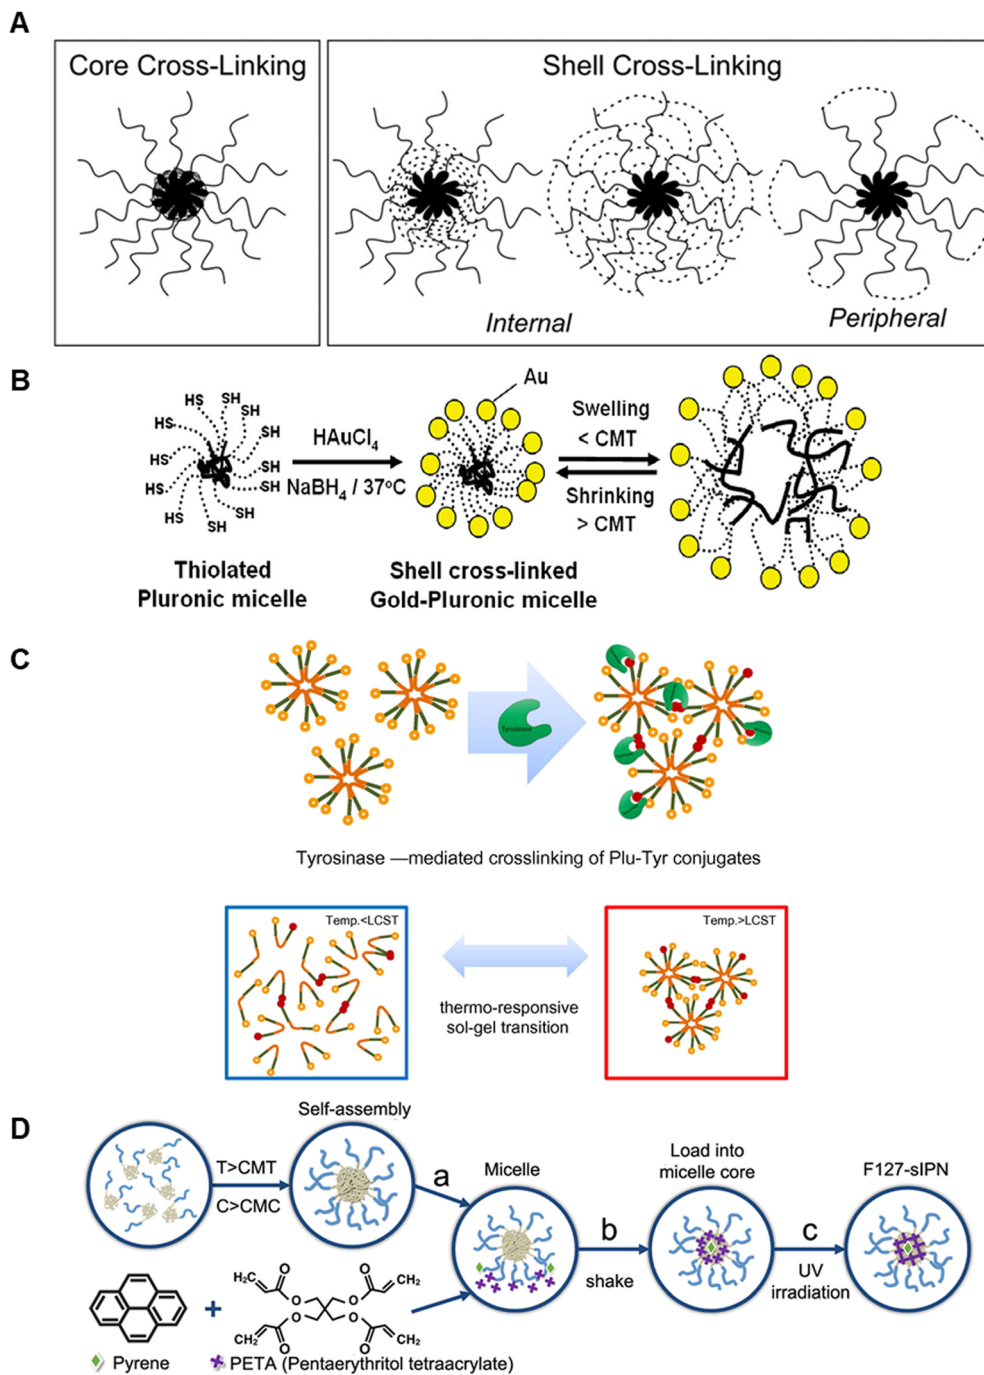 A
Core Cross-Linking
Shell Cross-Linking
Internal
Peripheral
B
HS
SH
SH
HS
SH
HS
SH
HS
SH
HS
SH
SH
HAuCl4
NaBH4 / 37oC
Au
Swelling
< CMT
Shrinking
> CMT
Thiolated
Pluronic micelle
Shell cross-linked
Gold-Pluronic micelle
C
Tyrosinase
Tyrosinase —mediated crosslinking of Plu-Tyr conjugates
Temp.<LCST
Temp.>LCST
thermo-responsive
sol-gel transition
D
Self-assembly
T>CMT
C>CMC
a
Micelle
b
shake
Load into
micelle core
c
UV
irradiation
F127-sIPN
+
H2C
O
O
CH2
O
O
O
O
CH2
O
O
CH2
Pyrene
PETA (Pentaerythritol tetraacrylate)